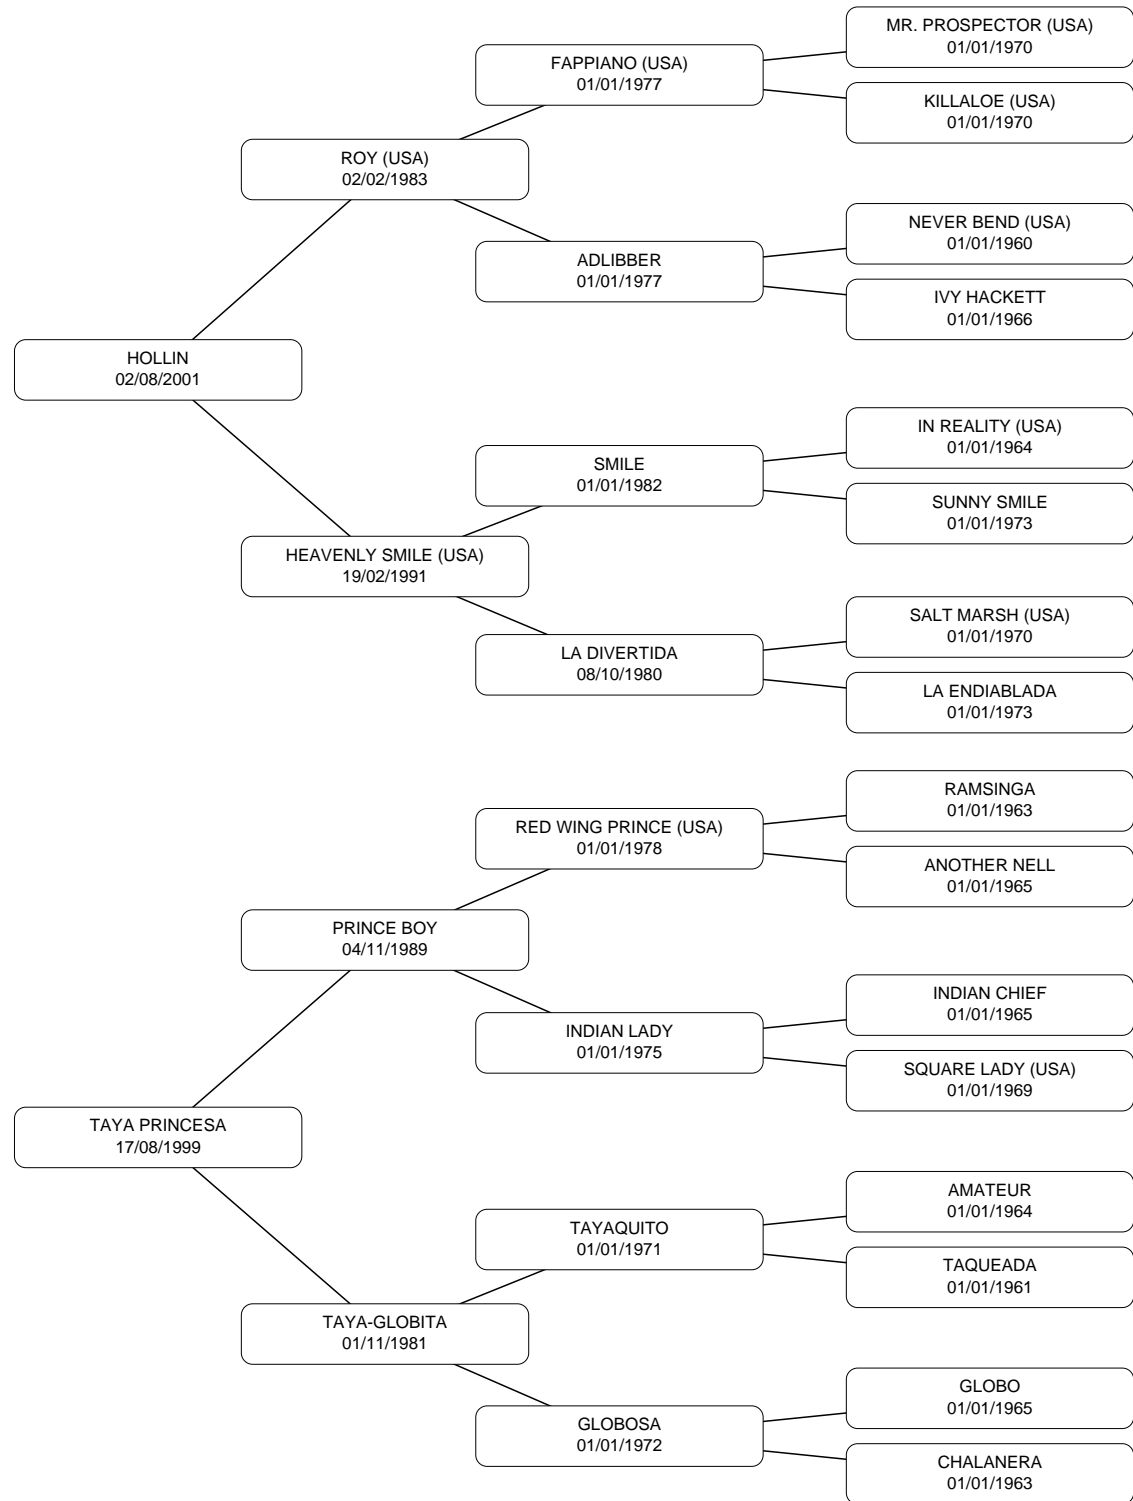 MR. PROSPECTOR (USA)
01/01/1970
FAPPIANO (USA)
01/01/1977
KILLALOE (USA)
01/01/1970
ROY (USA)
02/02/1983
NEVER BEND (USA)
01/01/1960
ADLIBBER
01/01/1977
IVY HACKETT
01/01/1966
HOLLIN
02/08/2001
IN REALITY (USA)
01/01/1964
SMILE
01/01/1982
SUNNY SMILE
01/01/1973
HEAVENLY SMILE (USA)
19/02/1991
SALT MARSH (USA)
01/01/1970
LA DIVERTIDA
08/10/1980
LA ENDIABLADA
01/01/1973
RAMSINGA
01/01/1963
RED WING PRINCE (USA)
01/01/1978
ANOTHER NELL
01/01/1965
PRINCE BOY
04/11/1989
INDIAN CHIEF
01/01/1965
INDIAN LADY
01/01/1975
SQUARE LADY (USA)
01/01/1969
TAYA PRINCESA
17/08/1999
AMATEUR
01/01/1964
TAYAQUITO
01/01/1971
TAQUEADA
01/01/1961
TAYA-GLOBITA
01/11/1981
GLOBO
01/01/1965
GLOBOSA
01/01/1972
CHALANERA
01/01/1963